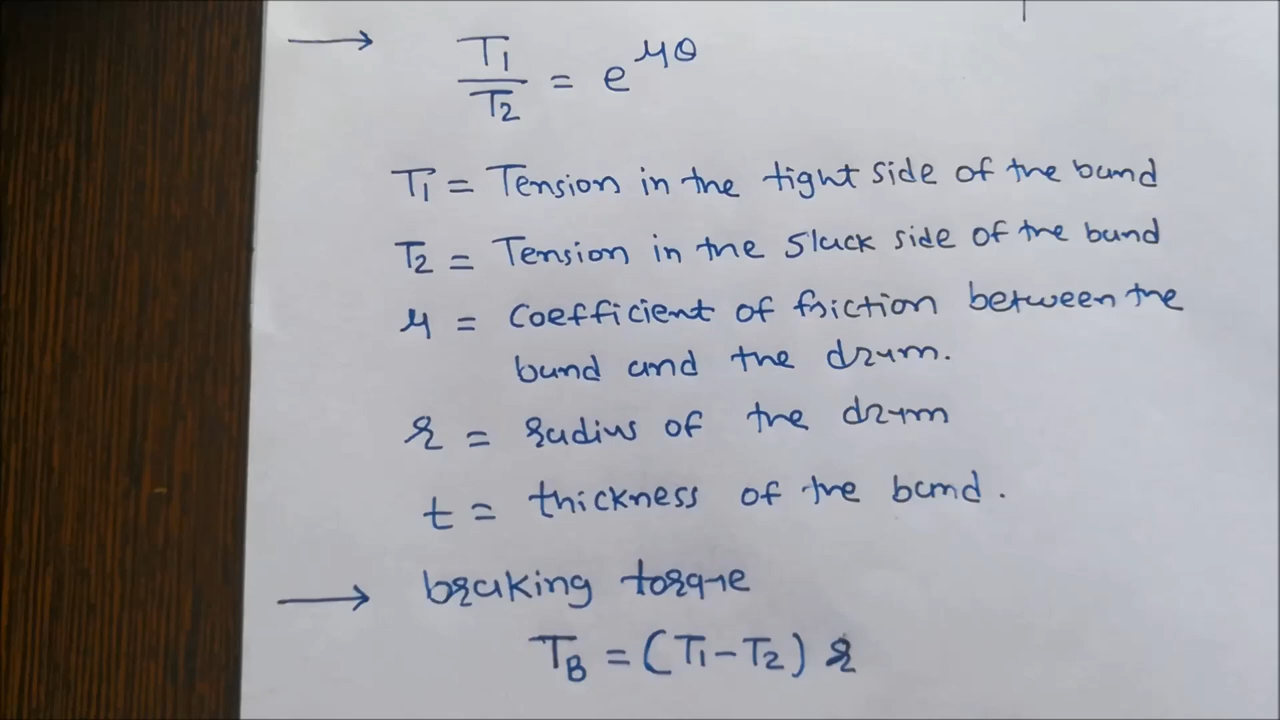 → T1/T2 = e^μθ
T1 = Tension in the tight side of the band
T2 = Tension in the slack side of the band
μ = Coefficient of friction between the
band and the drum.
r = radius of the drum
t = thickness of the band.
→ braking torque
TB = (T1-T2) r